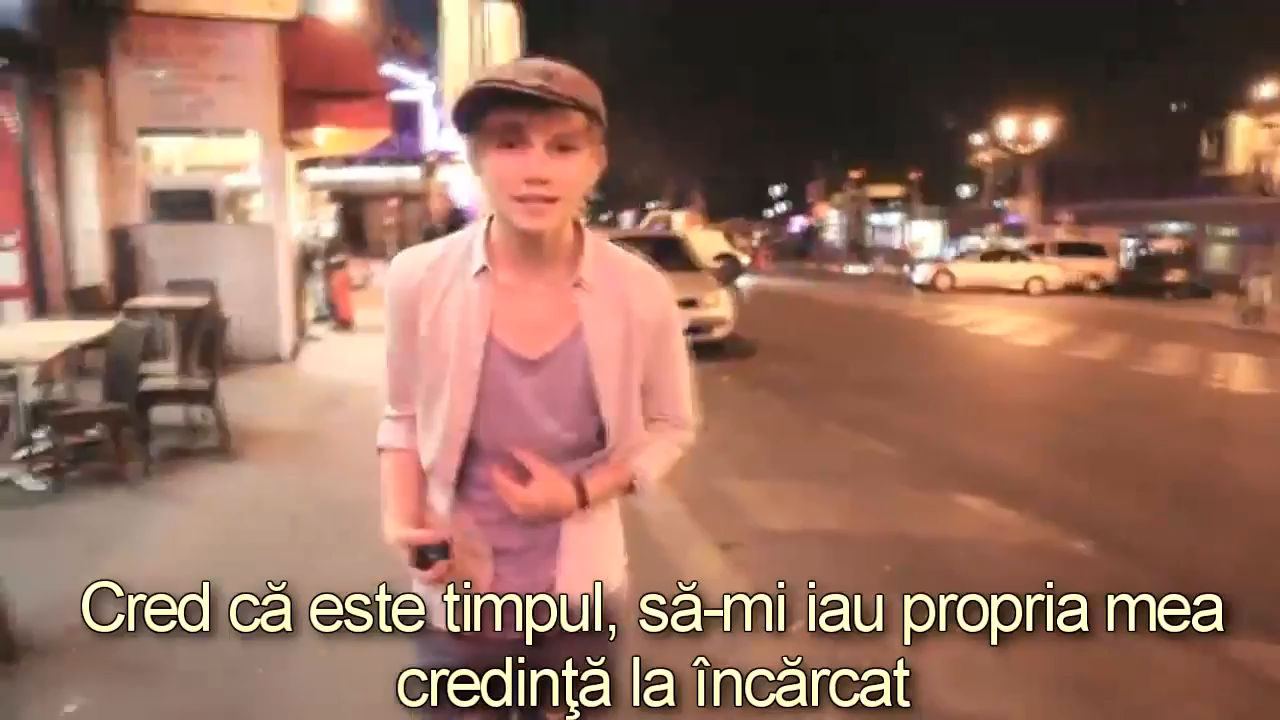 Cred că este timpul, să-mi iau propria mea
credinţă la încărcat